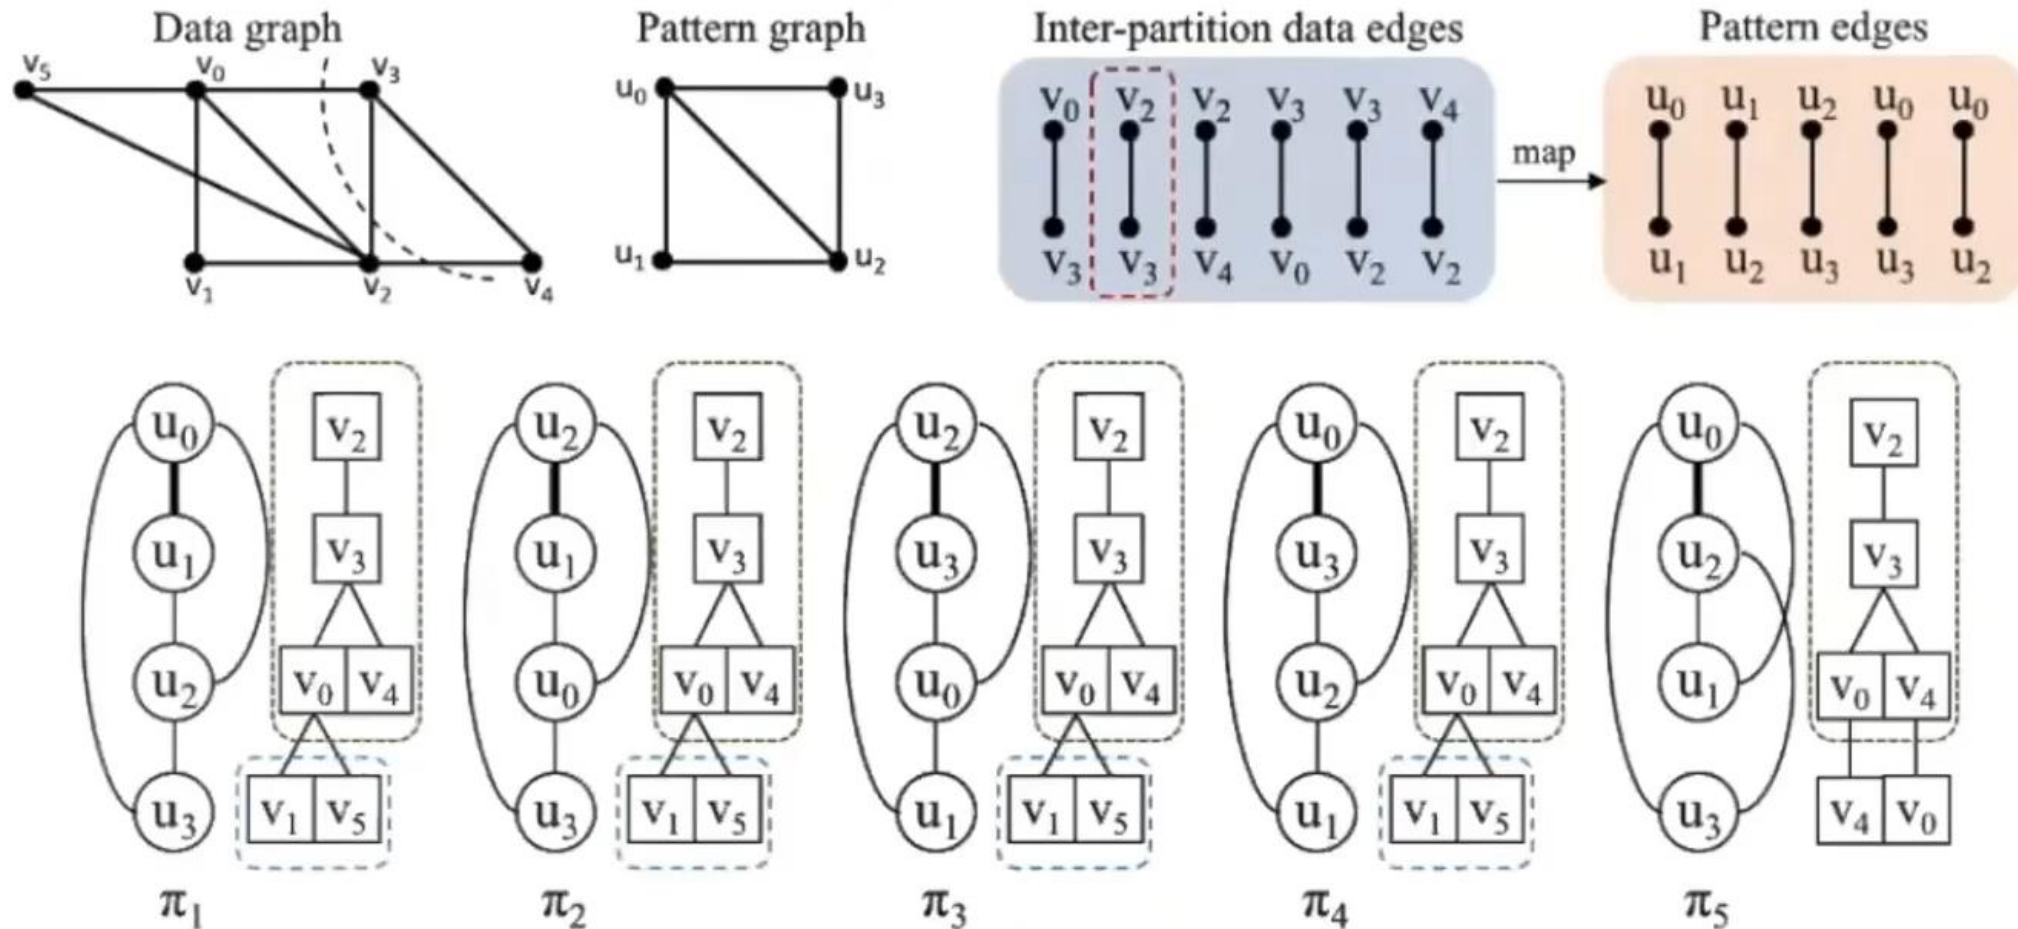 Data graph
Pattern graph
Inter-partition data edges
Pattern edges
v5 v0 v3
v1 v2 v4
u0 u3
u1 u2
v0 v2 v2 v3 v3 v4
v3 v3 v4 v0 v2 v2
map
u0 u1 u2 u0 u0
u1 u2 u3 u3 u2
u0 v2 u2 v2 u2 v2 u0 v2 u0 v2
u1 v3 u1 v3 u3 v3 u3 v3 u2 v3
u2 v0 v4 u0 v0 v4 u0 v0 v4 u2 v0 v4 u1 v0 v4
u3 v1 v5 u3 v1 v5 u1 v1 v5 u1 v1 v5 u3 v4 v0
π1 π2 π3 π4 π5